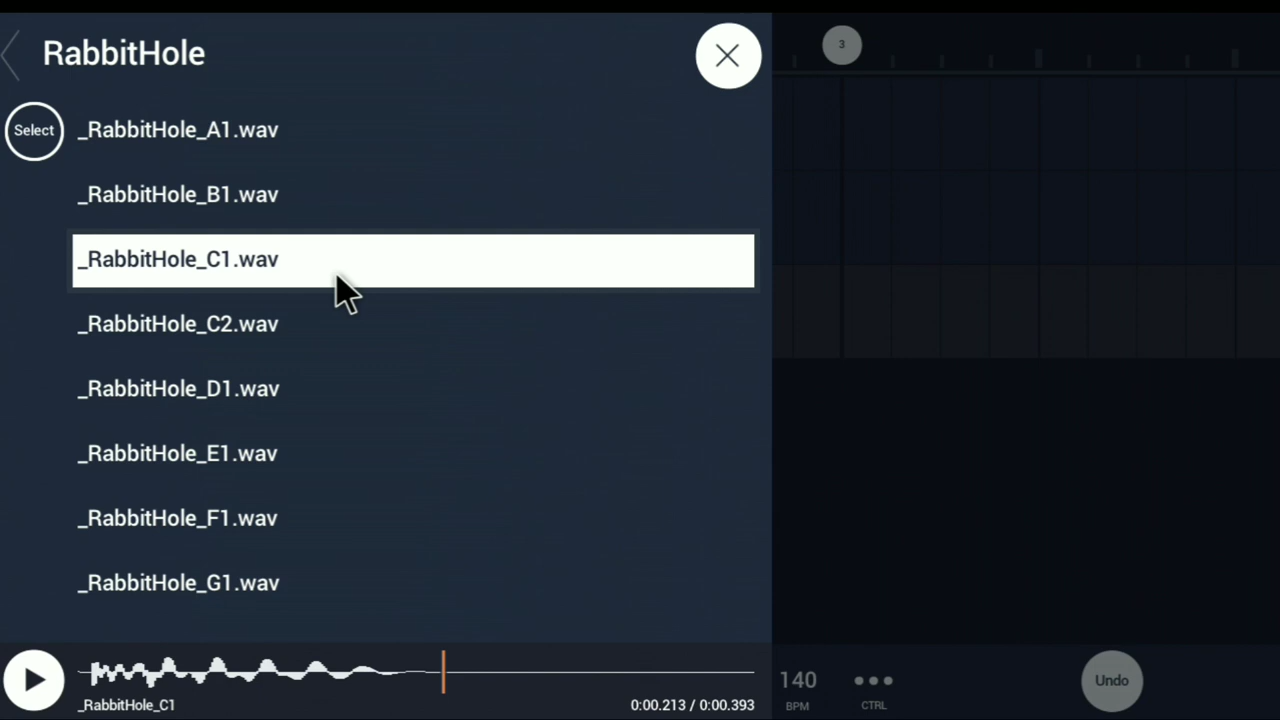 RabbitHole
3
Select
_RabbitHole_A1.wav
_RabbitHole_B1.wav
_RabbitHole_C1.wav
_RabbitHole_C2.wav
_RabbitHole_D1.wav
_RabbitHole_E1.wav
_RabbitHole_F1.wav
_RabbitHole_G1.wav
_RabbitHole_C1
0:00.213 / 0:00.393
140
BPM
CTRL
Undo